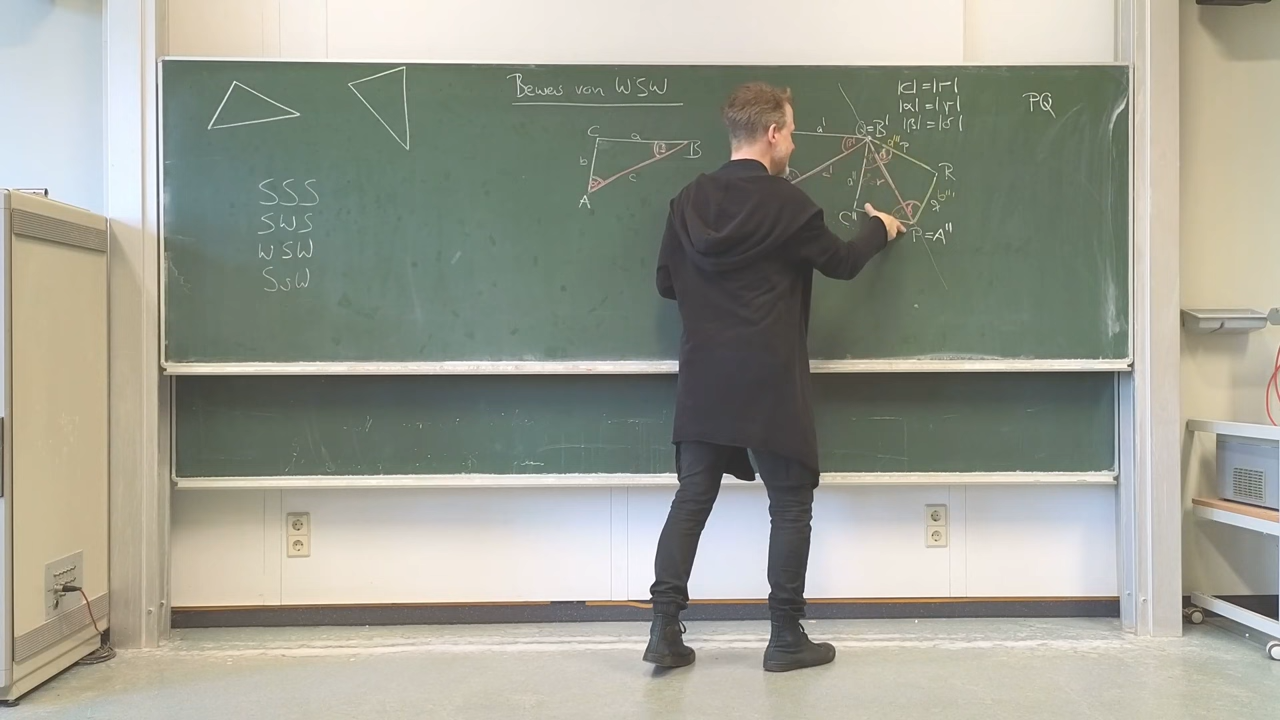 SSS
SWS
WSW
SsW
Beweis von WSW
C a B
β
b c
A
a'
Q=B'
β'
c'
a''
r
a'''
p
R
b'''
q
C''
P=A''
|c|=|r|
|α|=|γ|
|β|=|σ|
PQ